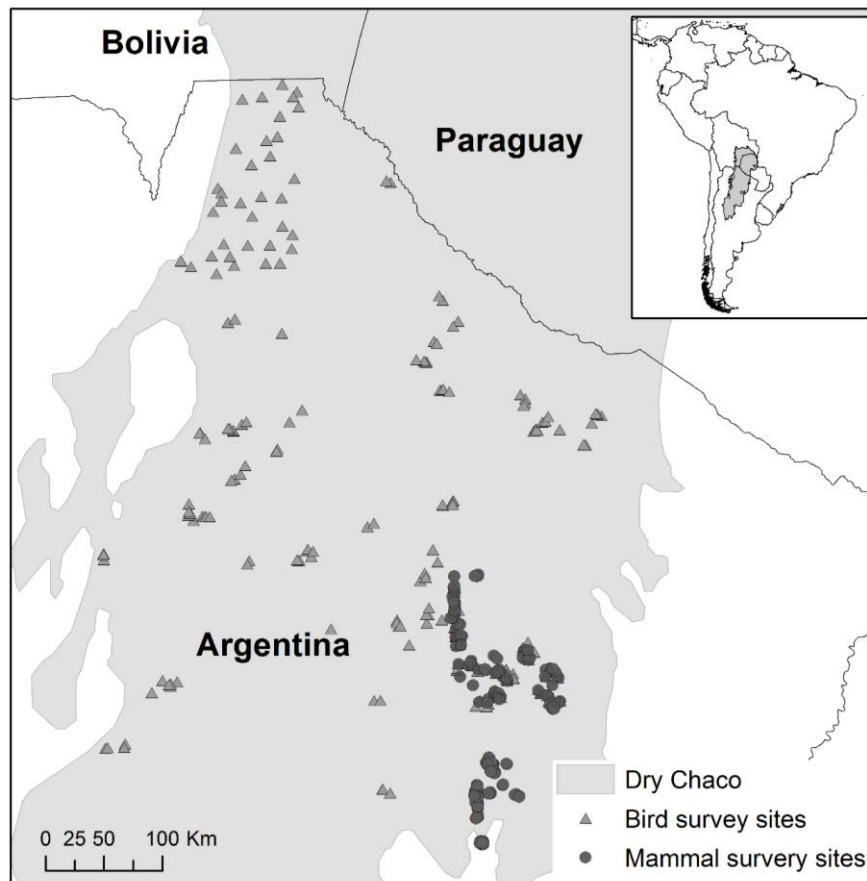 Bolivia
Paraguay
Argentina
Dry Chaco
Bird survey sites
Mammal survery sites
0 25 50 100 Km